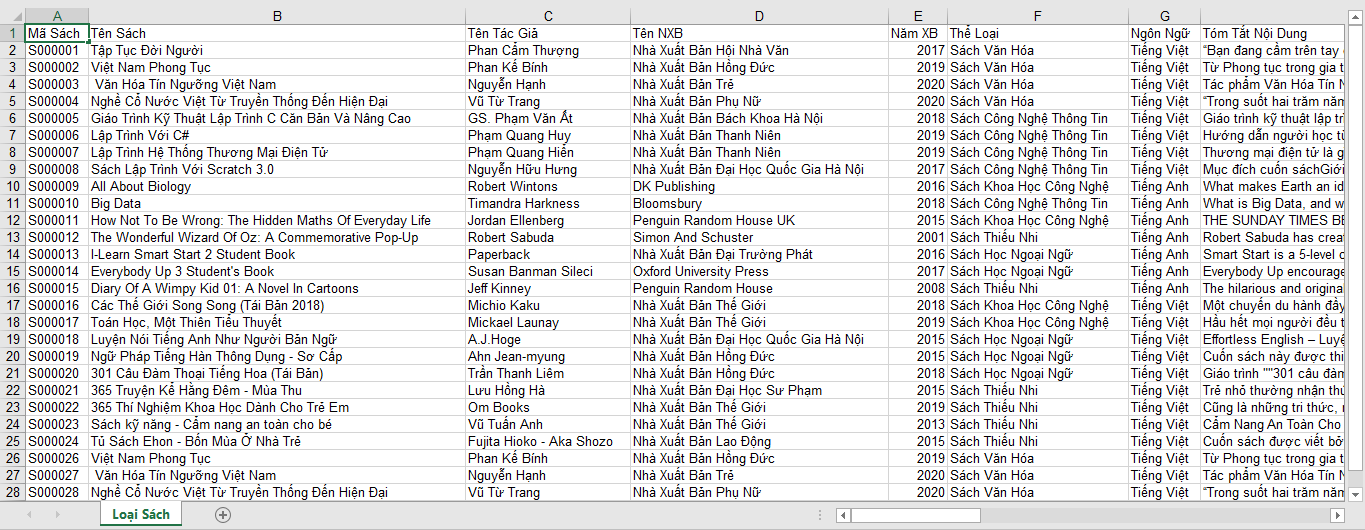 A B C D E F G
1 Mã Sách Tên Sách Tên Tác Giả Tên NXB Năm XB Thể Loại Ngôn Ngữ Tóm Tắt Nội Dung
2 S000001 Tập Tục Đời Người Phan Cẩm Thượng Nhà Xuất Bản Hội Nhà Văn 2017 Sách Văn Hóa Tiếng Việt “Bạn đang cầm trên tay
3 S000002 Việt Nam Phong Tục Phan Kế Bính Nhà Xuất Bản Hồng Đức 2019 Sách Văn Hóa Tiếng Việt Từ Phong tục trong gia t
4 S000003 Văn Hóa Tín Ngưỡng Việt Nam Nguyễn Hạnh Nhà Xuất Bản Trẻ 2020 Sách Văn Hóa Tiếng Việt Tác phẩm Văn Hóa Tín N
5 S000004 Nghề Cổ Nước Việt Từ Truyền Thống Đến Hiện Đại Vũ Từ Trang Nhà Xuất Bản Phụ Nữ 2020 Sách Văn Hóa Tiếng Việt “Trong suốt hai trăm năm
6 S000005 Giáo Trình Kỹ Thuật Lập Trình C Căn Bản Và Nâng Cao GS. Phạm Văn Ất Nhà Xuất Bản Bách Khoa Hà Nội 2018 Sách Công Nghệ Thông Tin Tiếng Việt Giáo trình kỹ thuật lập trì
7 S000006 Lập Trình Với C# Phạm Quang Huy Nhà Xuất Bản Thanh Niên 2019 Sách Công Nghệ Thông Tin Tiếng Việt Hướng dẫn người học từ
8 S000007 Lập Trình Hệ Thống Thương Mại Điện Tử Phạm Quang Hiển Nhà Xuất Bản Thanh Niên 2019 Sách Công Nghệ Thông Tin Tiếng Việt Thương mại điện tử là g
9 S000008 Sách Lập Trình Với Scratch 3.0 Nguyễn Hữu Hưng Nhà Xuất Bản Đại Học Quốc Gia Hà Nội 2017 Sách Công Nghệ Thông Tin Tiếng Việt Mục đích cuốn sáchGiới
10 S000009 All About Biology Robert Wintons DK Publishing 2016 Sách Khoa Học Công Nghệ Tiếng Anh What makes Earth an id
11 S000010 Big Data Timandra Harkness Bloomsbury 2018 Sách Công Nghệ Thông Tin Tiếng Anh What is Big Data, and w
12 S000011 How Not To Be Wrong: The Hidden Maths Of Everyday Life Jordan Ellenberg Penguin Random House UK 2015 Sách Khoa Học Công Nghệ Tiếng Anh THE SUNDAY TIMES BE
13 S000012 The Wonderful Wizard Of Oz: A Commemorative Pop-Up Robert Sabuda Simon And Schuster 2001 Sách Thiếu Nhi Tiếng Anh Robert Sabuda has creat
14 S000013 I-Learn Smart Start 2 Student Book Paperback Nhà Xuất Bản Đại Trường Phát 2016 Sách Học Ngoại Ngữ Tiếng Anh Smart Start is a 5-level c
15 S000014 Everybody Up 3 Student's Book Susan Banman Sileci Oxford University Press 2017 Sách Học Ngoại Ngữ Tiếng Anh Everybody Up encourage
16 S000015 Diary Of A Wimpy Kid 01: A Novel In Cartoons Jeff Kinney Penguin Random House 2008 Sách Thiếu Nhi Tiếng Anh The hilarious and origina
17 S000016 Các Thế Giới Song Song (Tái Bản 2018) Michio Kaku Nhà Xuất Bản Thế Giới 2018 Sách Khoa Học Công Nghệ Tiếng Việt Một chuyến du hành đầy
18 S000017 Toán Học, Một Thiên Tiểu Thuyết Mickael Launay Nhà Xuất Bản Thế Giới 2019 Sách Khoa Học Công Nghệ Tiếng Việt Hầu hết mọi người đều t
19 S000018 Luyện Nói Tiếng Anh Như Người Bản Ngữ A.J.Hoge Nhà Xuất Bản Đại Học Quốc Gia Hà Nội 2015 Sách Học Ngoại Ngữ Tiếng Việt Effortless English – Luyệ
20 S000019 Ngữ Pháp Tiếng Hàn Thông Dụng - Sơ Cấp Ahn Jean-myung Nhà Xuất Bản Hồng Đức 2015 Sách Học Ngoại Ngữ Tiếng Việt Cuốn sách này được thi
21 S000020 301 Câu Đàm Thoại Tiếng Hoa (Tái Bản) Trần Thanh Liêm Nhà Xuất Bản Hồng Đức 2018 Sách Học Ngoại Ngữ Tiếng Việt Giáo trình ""301 câu đàm
22 S000021 365 Truyện Kể Hằng Đêm - Mùa Thu Lưu Hồng Hà Nhà Xuất Bản Đại Học Sư Phạm 2015 Sách Thiếu Nhi Tiếng Việt Trẻ nhỏ thường nhận thứ
23 S000022 365 Thí Nghiệm Khoa Học Dành Cho Trẻ Em Om Books Nhà Xuất Bản Thế Giới 2019 Sách Thiếu Nhi Tiếng Việt Cũng là những tri thức,
24 S000023 Sách kỹ năng - Cẩm nang an toàn cho bé Vũ Tuấn Anh Nhà Xuất Bản Thế Giới 2013 Sách Thiếu Nhi Tiếng Việt Cẩm Nang An Toàn Cho
25 S000024 Tủ Sách Ehon - Bốn Mùa Ở Nhà Trẻ Fujita Hioko - Aka Shozo Nhà Xuất Bản Lao Động 2015 Sách Thiếu Nhi Tiếng Việt Cuốn sách được viết bở
26 S000026 Việt Nam Phong Tục Phan Kế Bính Nhà Xuất Bản Hồng Đức 2019 Sách Văn Hóa Tiếng Việt Từ Phong tục trong gia t
27 S000027 Văn Hóa Tín Ngưỡng Việt Nam Nguyễn Hạnh Nhà Xuất Bản Trẻ 2020 Sách Văn Hóa Tiếng Việt Tác phẩm Văn Hóa Tín N
28 S000028 Nghề Cổ Nước Việt Từ Truyền Thống Đến Hiện Đại Vũ Từ Trang Nhà Xuất Bản Phụ Nữ 2020 Sách Văn Hóa Tiếng Việt “Trong suốt hai trăm năm
Loại Sách